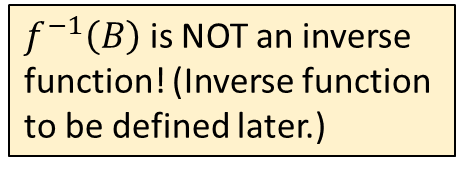 f⁻¹(B) is NOT an inverse
function! (Inverse function
to be defined later.)